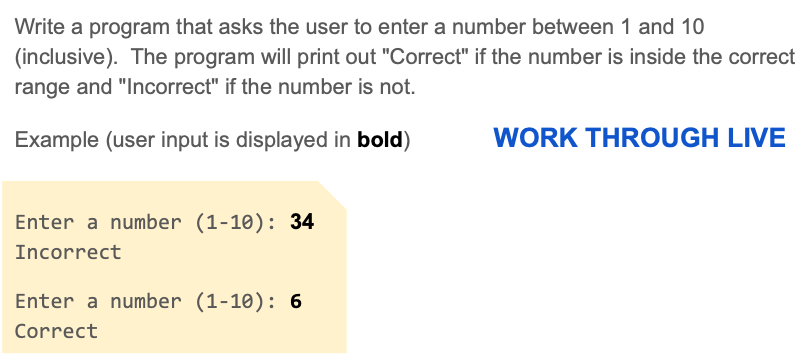 Write a program that asks the user to enter a number between 1 and 10
(inclusive).  The program will print out "Correct" if the number is inside the correct
range and "Incorrect" if the number is not.
Example (user input is displayed in bold)
WORK THROUGH LIVE
Enter a number (1-10): 34
Incorrect
Enter a number (1-10): 6
Correct